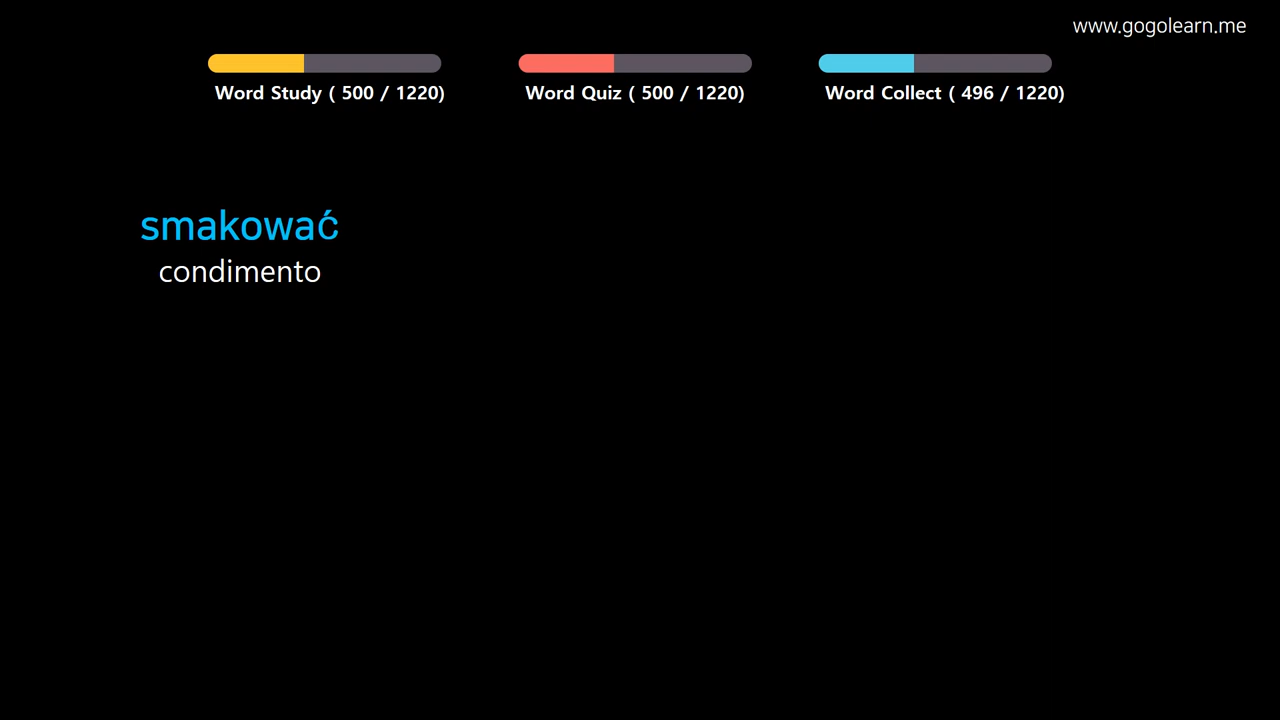 www.gogolearn.me
Word Study ( 500 / 1220)
Word Quiz ( 500 / 1220)
Word Collect ( 496 / 1220)
smakować
condimento